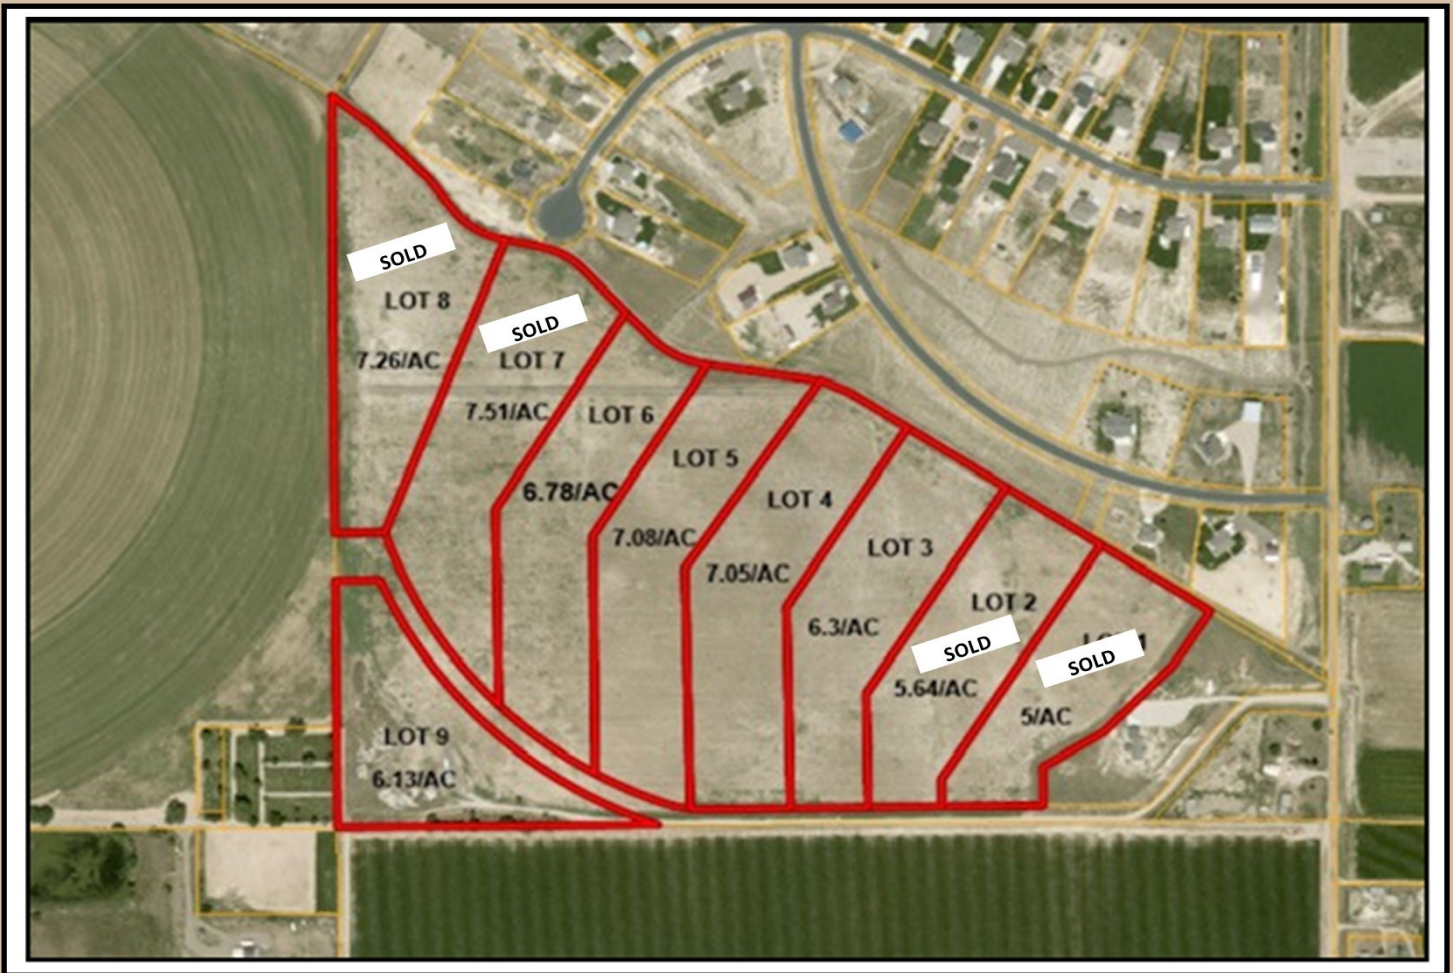 SOLD
LOT 8
7.26/AC
SOLD
LOT 7
7.51/AC
LOT 6
6.78/AC
LOT 5
7.08/AC
LOT 4
7.05/AC
LOT 3
6.3/AC
LOT 2
SOLD
5.64/AC
SOLD
5/AC
LOT 9
6.13/AC